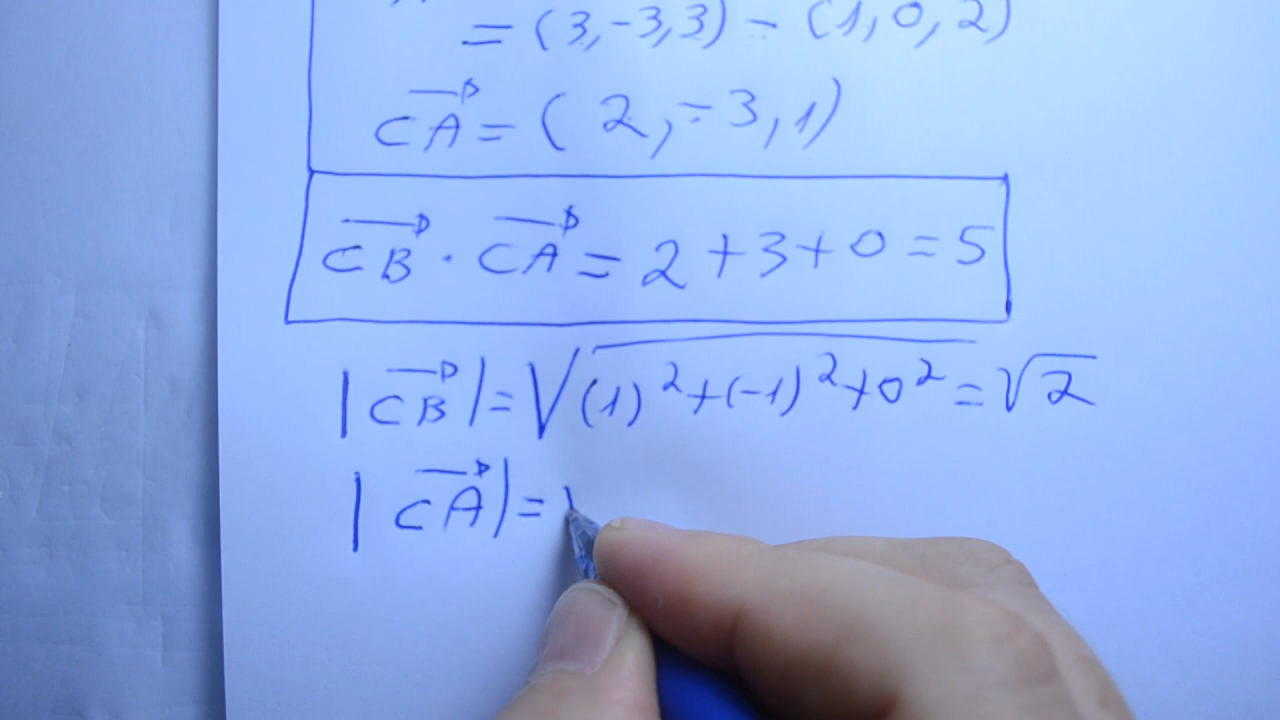 = (3,-3,3) - (1,0,2)
CA = (2,-3,1)
CB · CA = 2+3+0=5
|CB|=√(1)²+(-1)²+0²=√2
|CA|=